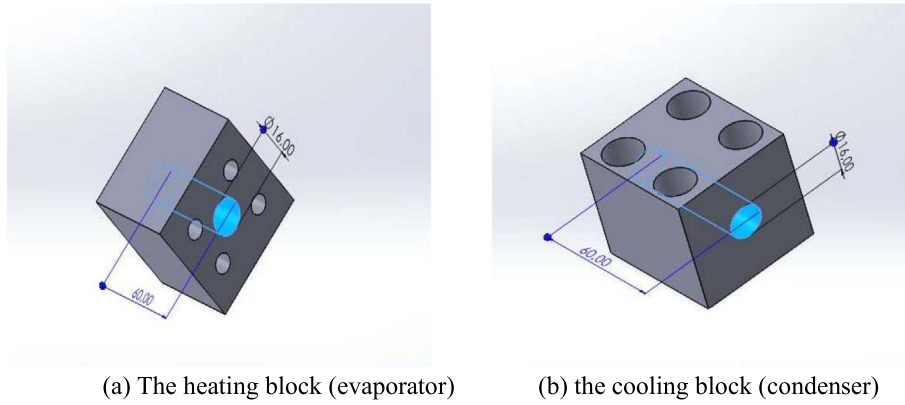 Ø16.00
60.00
Ø16.00
60.00
(a) The heating block (evaporator)
(b) the cooling block (condenser)